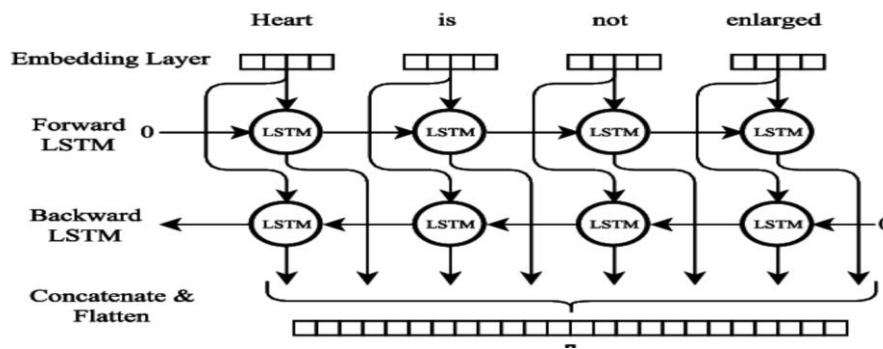 Heart is not enlarged
Embedding Layer
Forward
LSTM
0
LSTM LSTM LSTM LSTM
Backward
LSTM
LSTM LSTM LSTM LSTM
Concatenate &
Flatten